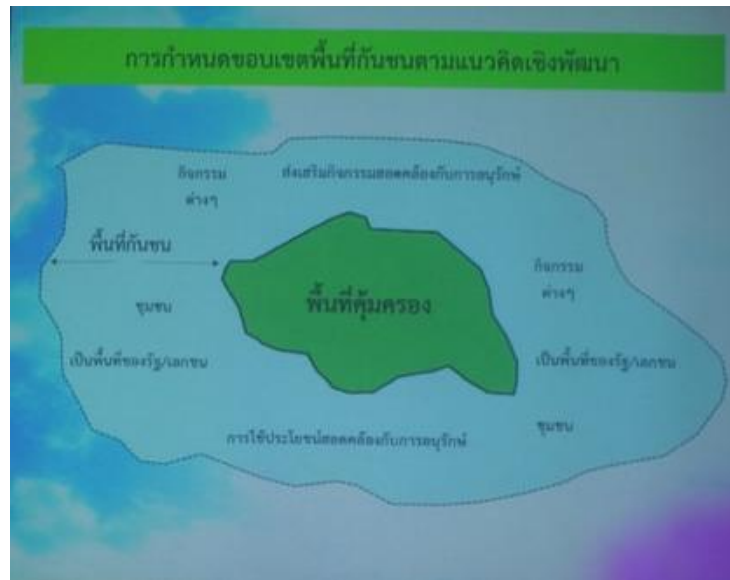 การกำหนดขอบเขตพื้นที่กันชนตามแนวคิดเชิงพัฒนา
กิจกรรม
ต่างๆ
ส่งเสริมกิจกรรมสอดคล้องกับการอนุรักษ์
พื้นที่กันชน
กิจกรรม
ต่างๆ
พื้นที่คุ้มครอง
ชุมชน
เป็นพื้นที่ของรัฐ/เอกชน
เป็นพื้นที่ของรัฐ/เอกชน
ชุมชน
การใช้ประโยชน์สอดคล้องกับการอนุรักษ์